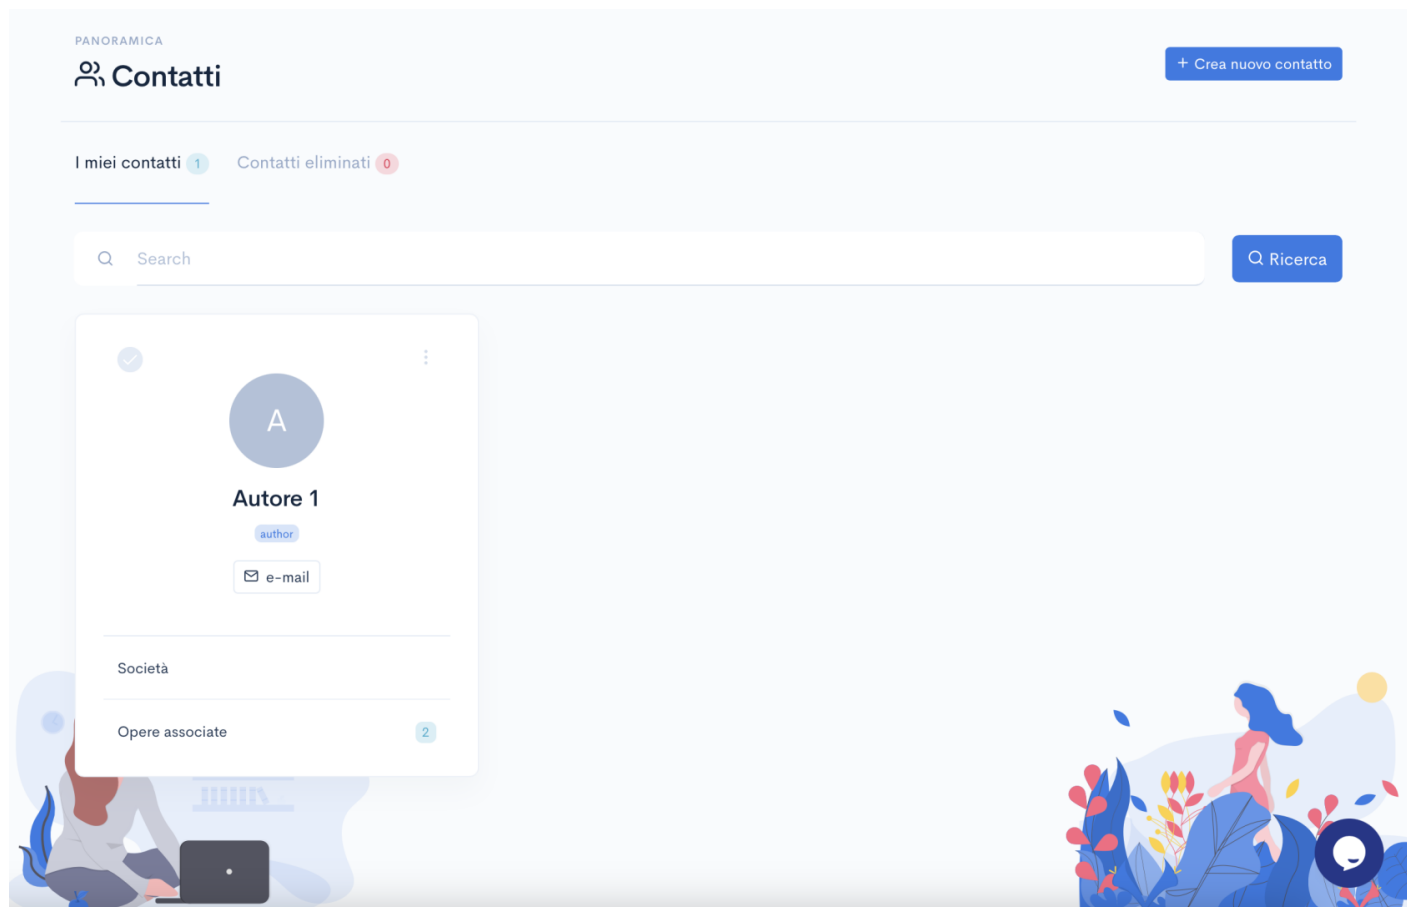 PANORAMICA
Contatti
+ Crea nuovo contatto
I miei contatti 1
Contatti eliminati 0
Search
Ricerca
A
Autore 1
author
e-mail
Società
Opere associate 2